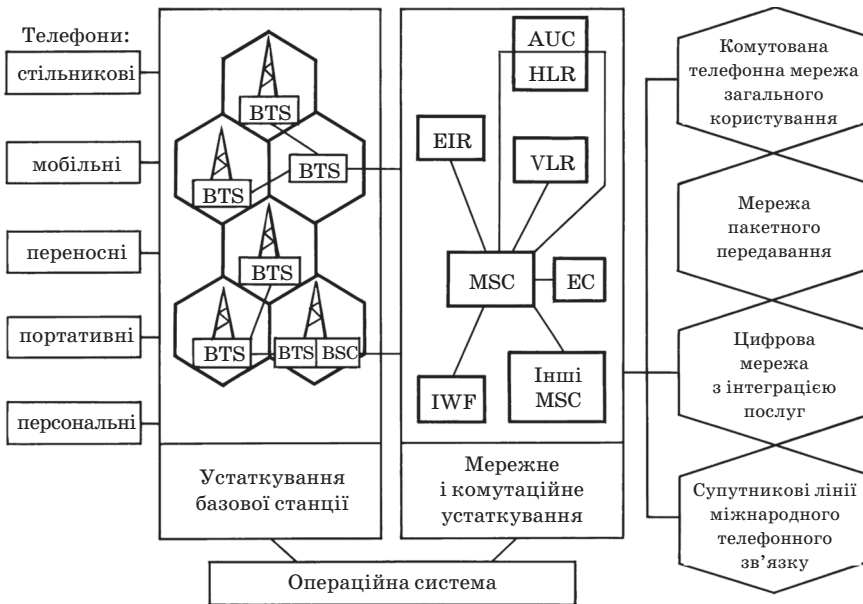 Телефони:
стільникові
мобільні
переносні
портативні
персональні
BTS
BTS
BTS
BTS
BTS
BTS BSC
Устаткування
базової станції
AUC
HLR
EIR
VLR
MSC
EC
IWF
Інші
MSC
Мережне
і комутаційне
устаткування
Операційна система
Комутована
телефонна мережа
загального
користування
Мережа
пакетного
передавання
Цифрова
мережа
з інтеграцією
послуг
Супутникові лінії
міжнародного
телефонного
зв’язку